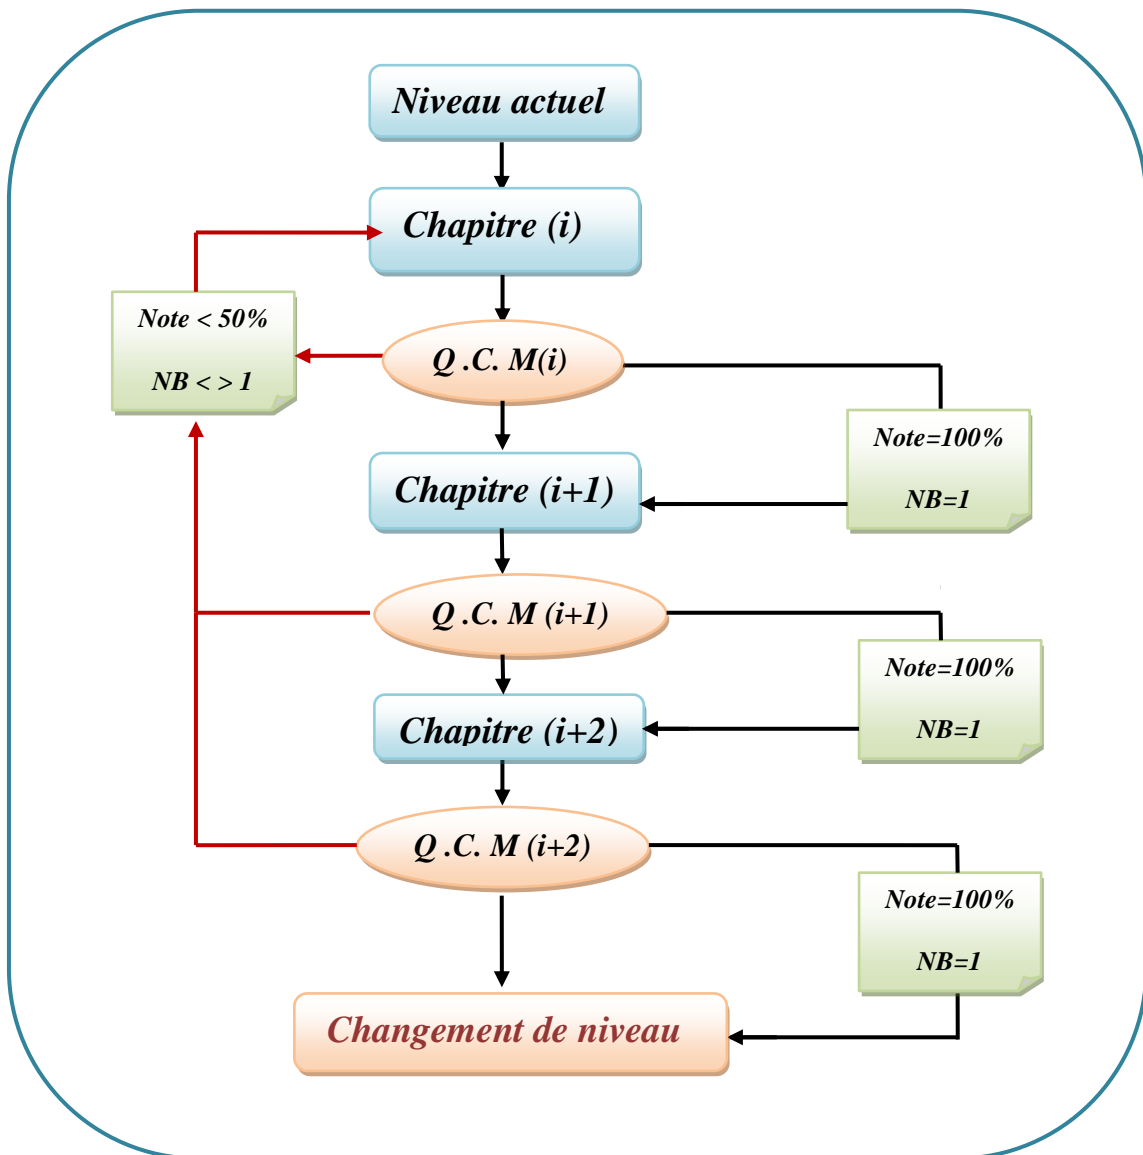 Niveau actuel
Chapitre (i)
Note < 50%
NB < > 1
Q .C. M(i)
Note=100%
NB=1
Chapitre (i+1)
Q .C. M (i+1)
Note=100%
NB=1
Chapitre (i+2)
Q .C. M (i+2)
Note=100%
NB=1
Changement de niveau